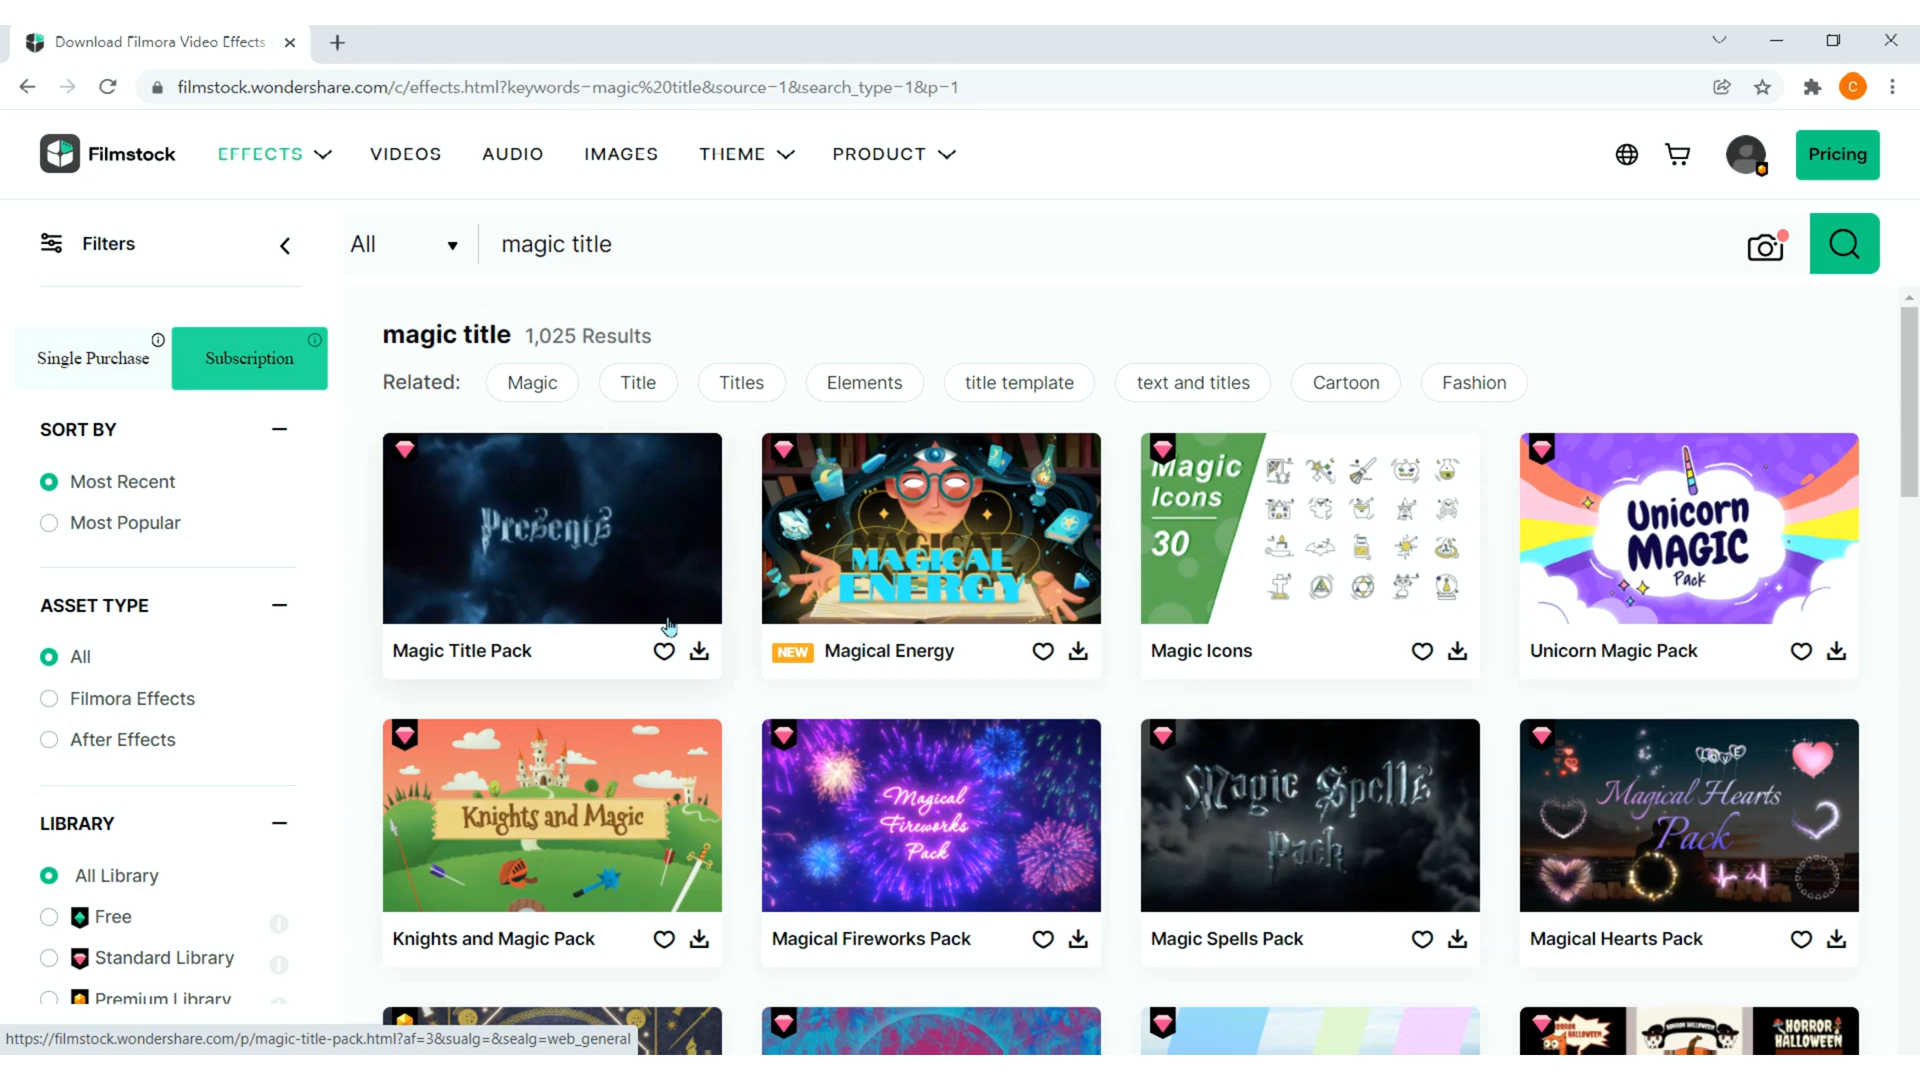 Download Filmora Video Effects
filmstock.wondershare.com/c/effects.html?keywords=magic%20title&source=1&search_type=1&p=1
C
Filmstock
EFFECTS
VIDEOS
AUDIO
IMAGES
THEME
PRODUCT
Pricing
Filters
All
magic title
Single Purchase
Subscription
magic title 1,025 Results
Related:
Magic
Title
Titles
Elements
title template
text and titles
Cartoon
Fashion
SORT BY
Most Recent
Most Popular
ASSET TYPE
All
Filmora Effects
After Effects
LIBRARY
All Library
Free
Standard Library
Premium Library
Presents
Magic Title Pack
MAGICAL
MAGICAL
ENERGY
NEW Magical Energy
Magic
Icons
30
Magic Icons
Unicorn
MAGIC
Pack
Unicorn Magic Pack
Knights and Magic
Knights and Magic Pack
Magical
Fireworks
Pack
Magical Fireworks Pack
Magic Spells
Pack
Magic Spells Pack
LOVE
Magical Hearts
Pack
Magical Hearts Pack
HORROR
HALLOWEEN
https://filmstock.wondershare.com/p/magic-title-pack.html?af=3&sualg=&sealg=web_general